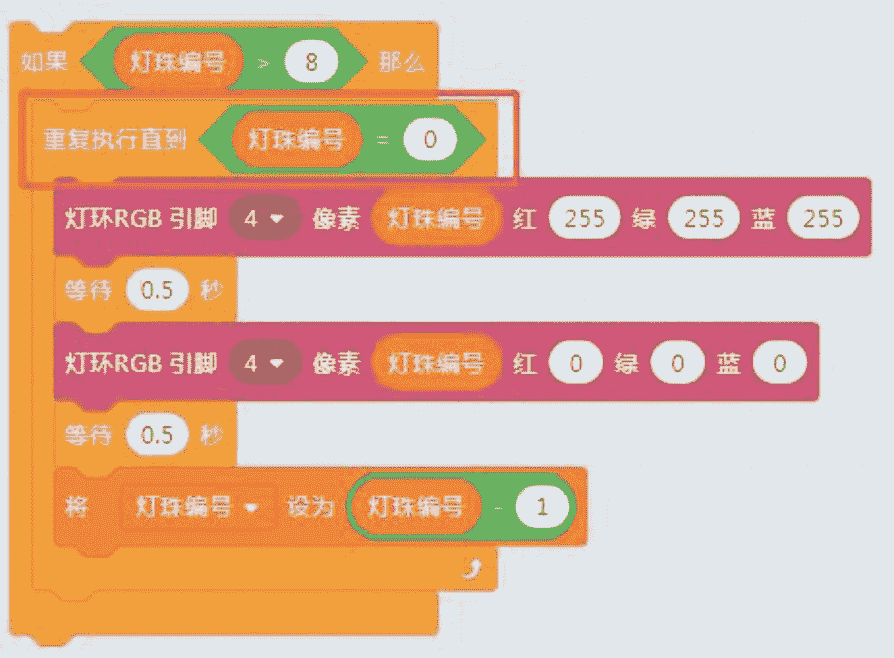 如果 灯珠编号 > 8 那么
重复执行直到 灯珠编号 = 0
灯环RGB 引脚 4 像素 灯珠编号 红 255 绿 255 蓝 255
等待 0.5 秒
灯环RGB 引脚 4 像素 灯珠编号 红 0 绿 0 蓝 0
等待 0.5 秒
将 灯珠编号 设为 灯珠编号 - 1